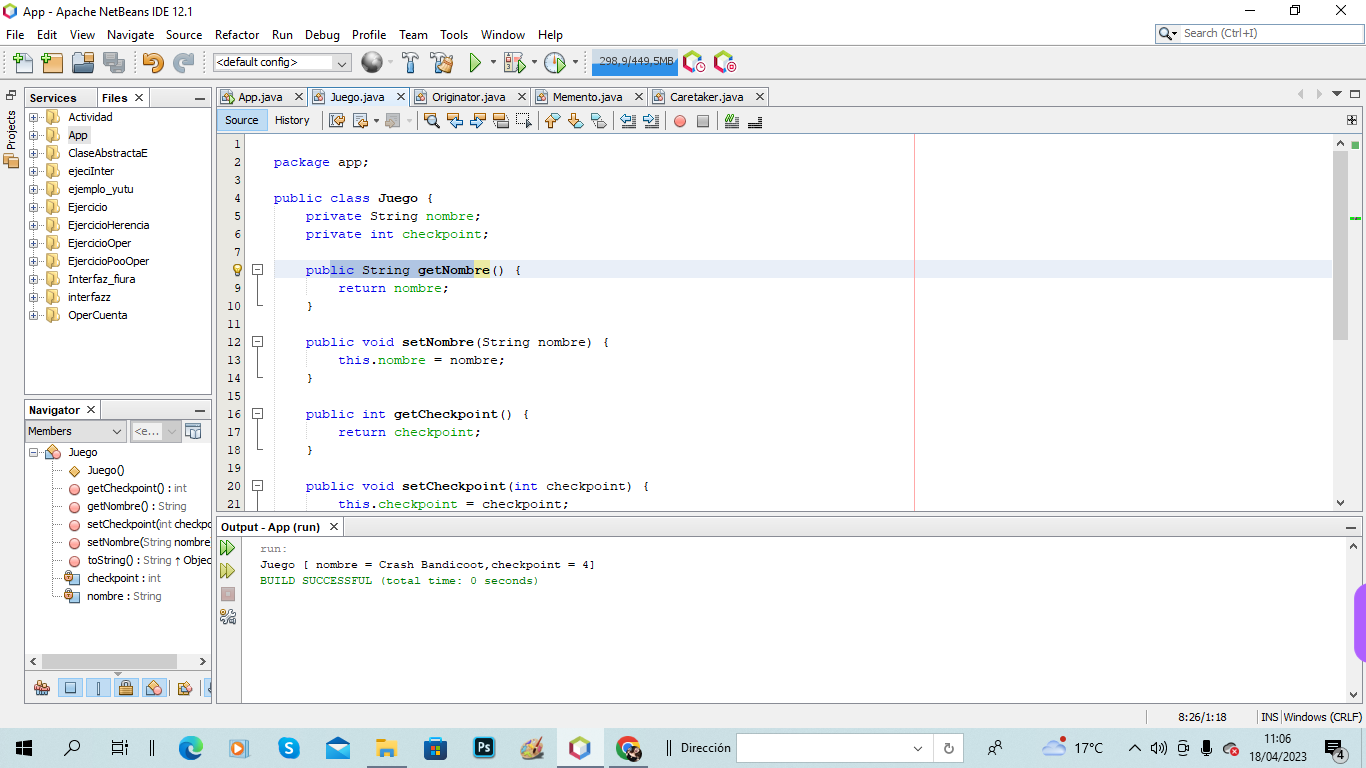 App - Apache NetBeans IDE 12.1
File Edit View Navigate Source Refactor Run Debug Profile Team Tools Window Help
Search (Ctrl+I)
<default config>
298,9/449,5MB
Projects
Services Files
Actividad
App
ClaseAbstractaE
ejeciInter
ejemplo_yutu
Ejercicio
EjercicioHerencia
EjercicioOper
EjercicioPooOper
Interfaz_fiura
interfazz
OperCuenta
Navigator
Members <e...
Juego
Juego()
getCheckpoint() : int
getNombre() : String
setCheckpoint(int checkpo
setNombre(String nombre
toString() : String ↑ Objec
checkpoint : int
nombre : String
App.java Juego.java Originator.java Memento.java Caretaker.java
Source History
1
2 package app;
3
4 public class Juego {
5 private String nombre;
6 private int checkpoint;
7
public String getNombre() {
9 return nombre;
10 }
11
12 public void setNombre(String nombre) {
13 this.nombre = nombre;
14 }
15
16 public int getCheckpoint() {
17 return checkpoint;
18 }
19
20 public void setCheckpoint(int checkpoint) {
21 this.checkpoint = checkpoint;
Output - App (run)
run:
Juego [ nombre = Crash Bandicoot,checkpoint = 4]
BUILD SUCCESSFUL (total time: 0 seconds)
8:26/1:18 INS Windows (CRLF)
Ps
Dirección
17°C
11:06
18/04/2023
4